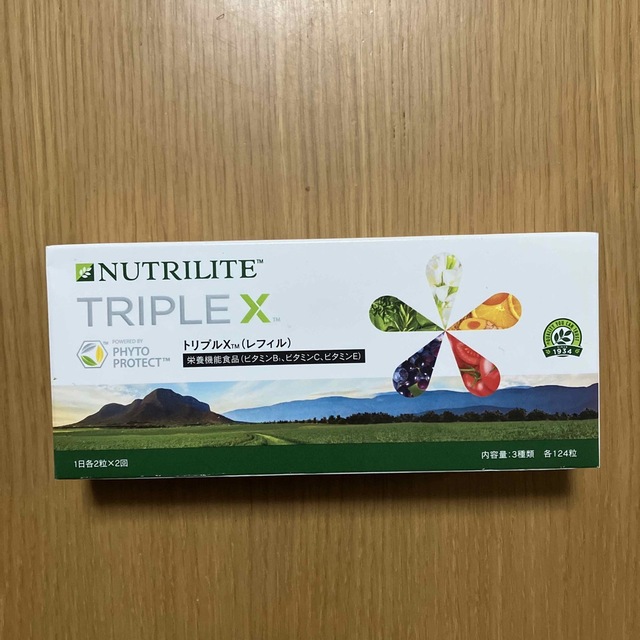 NUTRILITE™
TRIPLE X™
POWERED BY
PHYTO
PROTECT™
トリプルX™(レフィル)
栄養機能食品(ビタミンB₁、ビタミンC、ビタミンE)
1934
1日各2粒×2回
内容量:3種類 各124粒